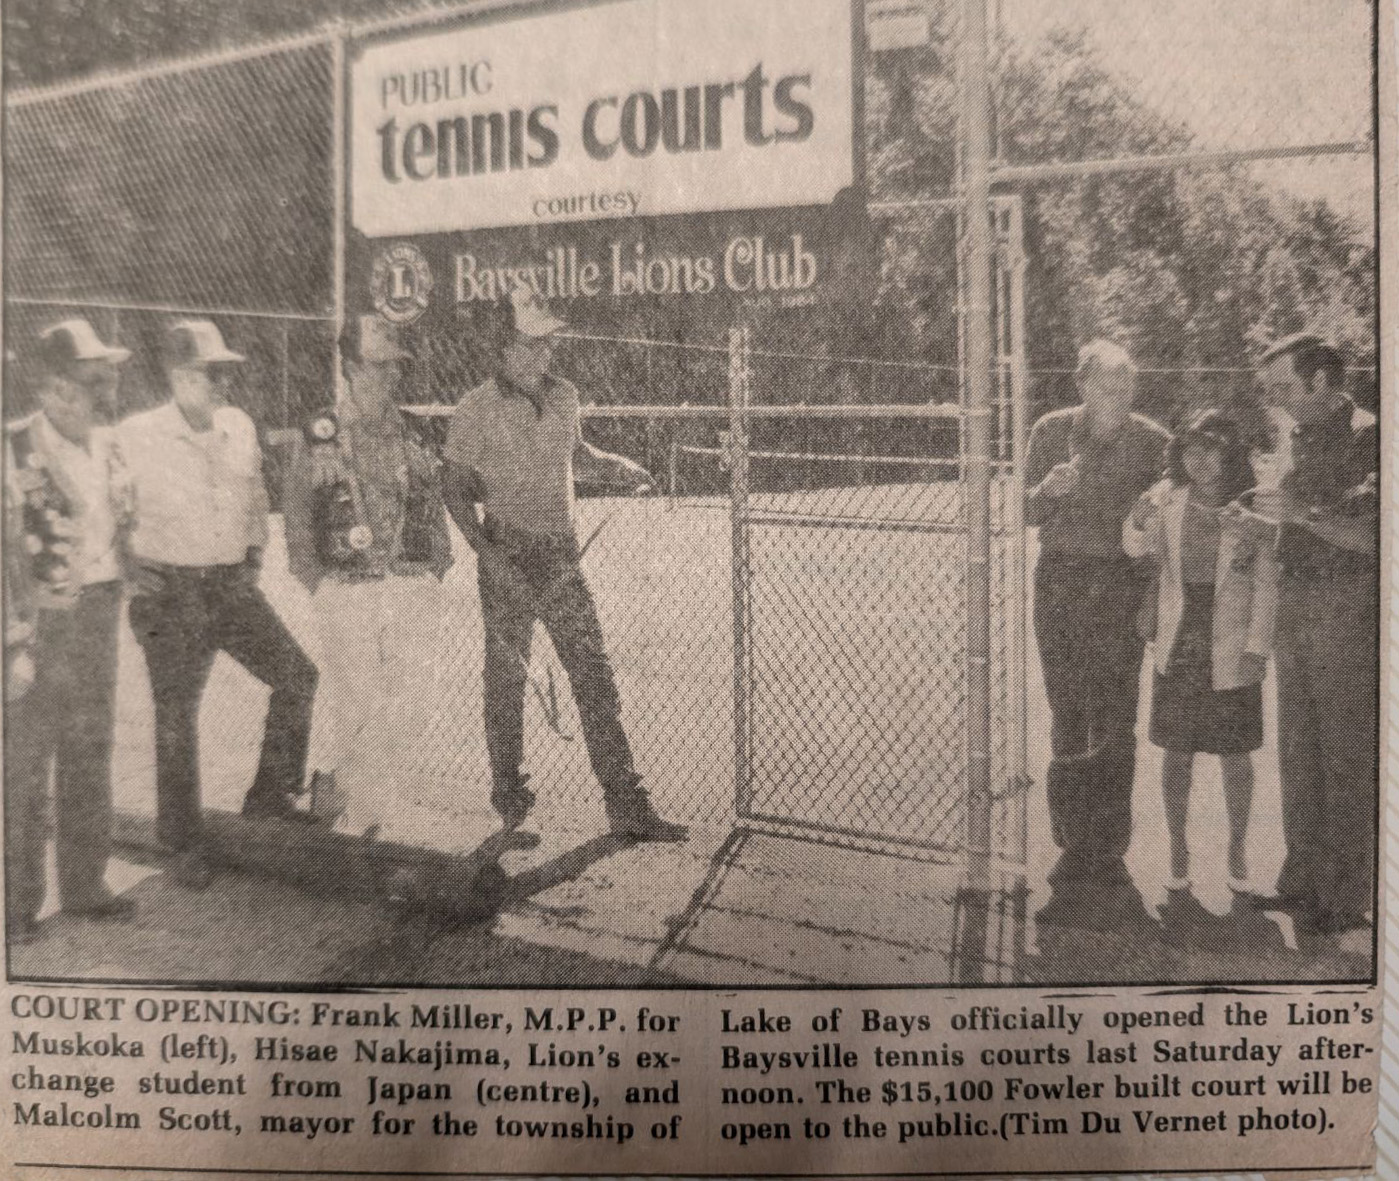 PUBLIC
tennis courts
courtesy
L
Baysville Lions Club
COURT OPENING: Frank Miller, M.P.P. for
Muskoka (left), Hisae Nakajima, Lion's ex-
change student from Japan (centre), and
Malcolm Scott, mayor for the township of
Lake of Bays officially opened the Lion's
Baysville tennis courts last Saturday after-
noon. The $15,100 Fowler built court will be
open to the public.(Tim Du Vernet photo).